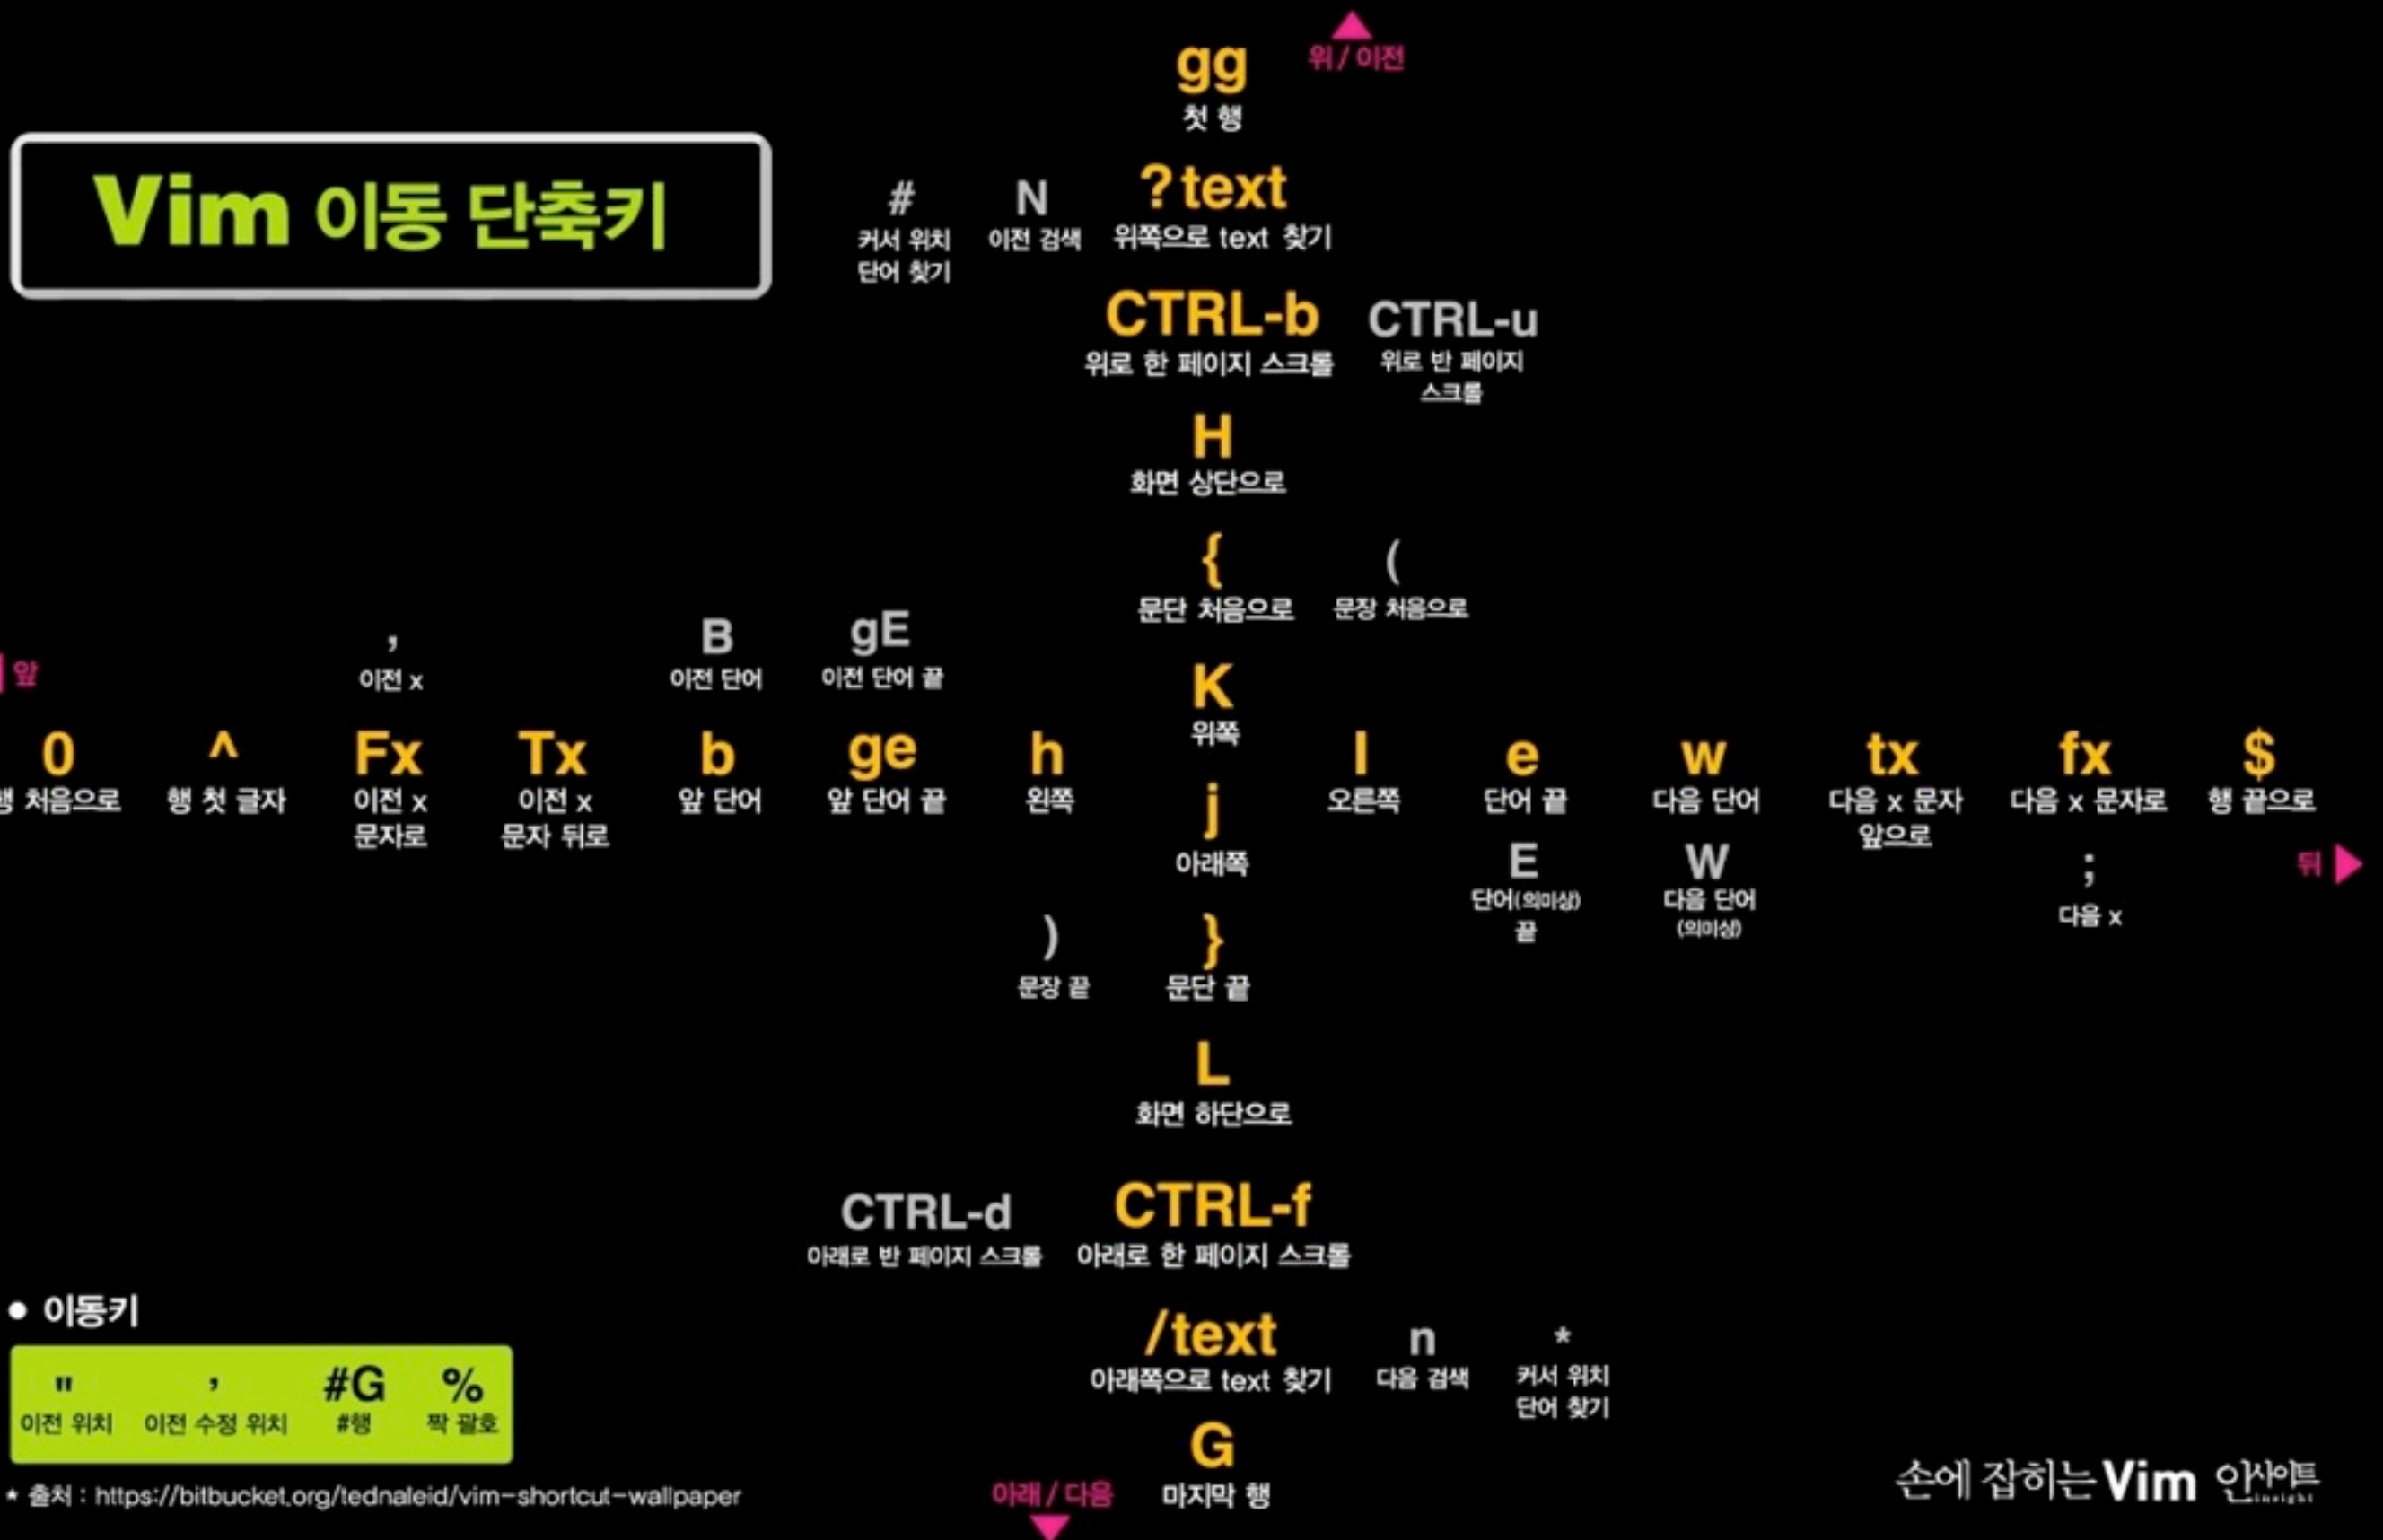 위 / 이전
gg
첫 행
Vim 이동 단축키
# N ?text
커서 위치 이전 검색 위쪽으로 text 찾기
단어 찾기
CTRL-b CTRL-u
위로 한 페이지 스크롤 위로 반 페이지
스크롤
H
화면 상단으로
{ (
문단 처음으로 문장 처음으로
, B gE
이전 x 이전 단어 이전 단어 끝
앞
K
위쪽
0 ^ Fx Tx b ge h l e w tx fx $
행 처음으로 행 첫 글자 이전 x 이전 x 앞 단어 앞 단어 끝 왼쪽 오른쪽 단어 끝 다음 단어 다음 x 문자 다음 x 문자로 행 끝으로
문자로 문자 뒤로 앞으로
j
아래쪽
E W ;
단어(의미상) 다음 단어 다음 x
끝 (의미상)
뒤
) }
문장 끝 문단 끝
L
화면 하단으로
CTRL-d CTRL-f
아래로 반 페이지 스크롤 아래로 한 페이지 스크롤
/text n *
아래쪽으로 text 찾기 다음 검색 커서 위치
단어 찾기
G
마지막 행
아래 / 다음
● 이동키
" , #G %
이전 위치 이전 수정 위치 #행 짝 괄호
* 출처 : https://bitbucket.org/tednaleid/vim-shortcut-wallpaper
손에 잡히는 Vim 인사이트
insight